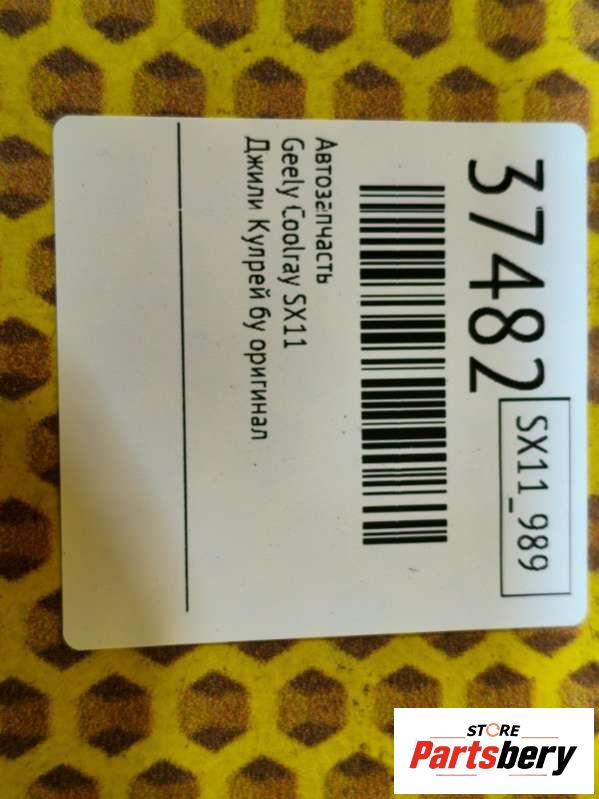 37482
SX11_989
Автозапчасть
Geely Coolray SX11
Джили Кулрей бу оригинал
STORE
Partsbery